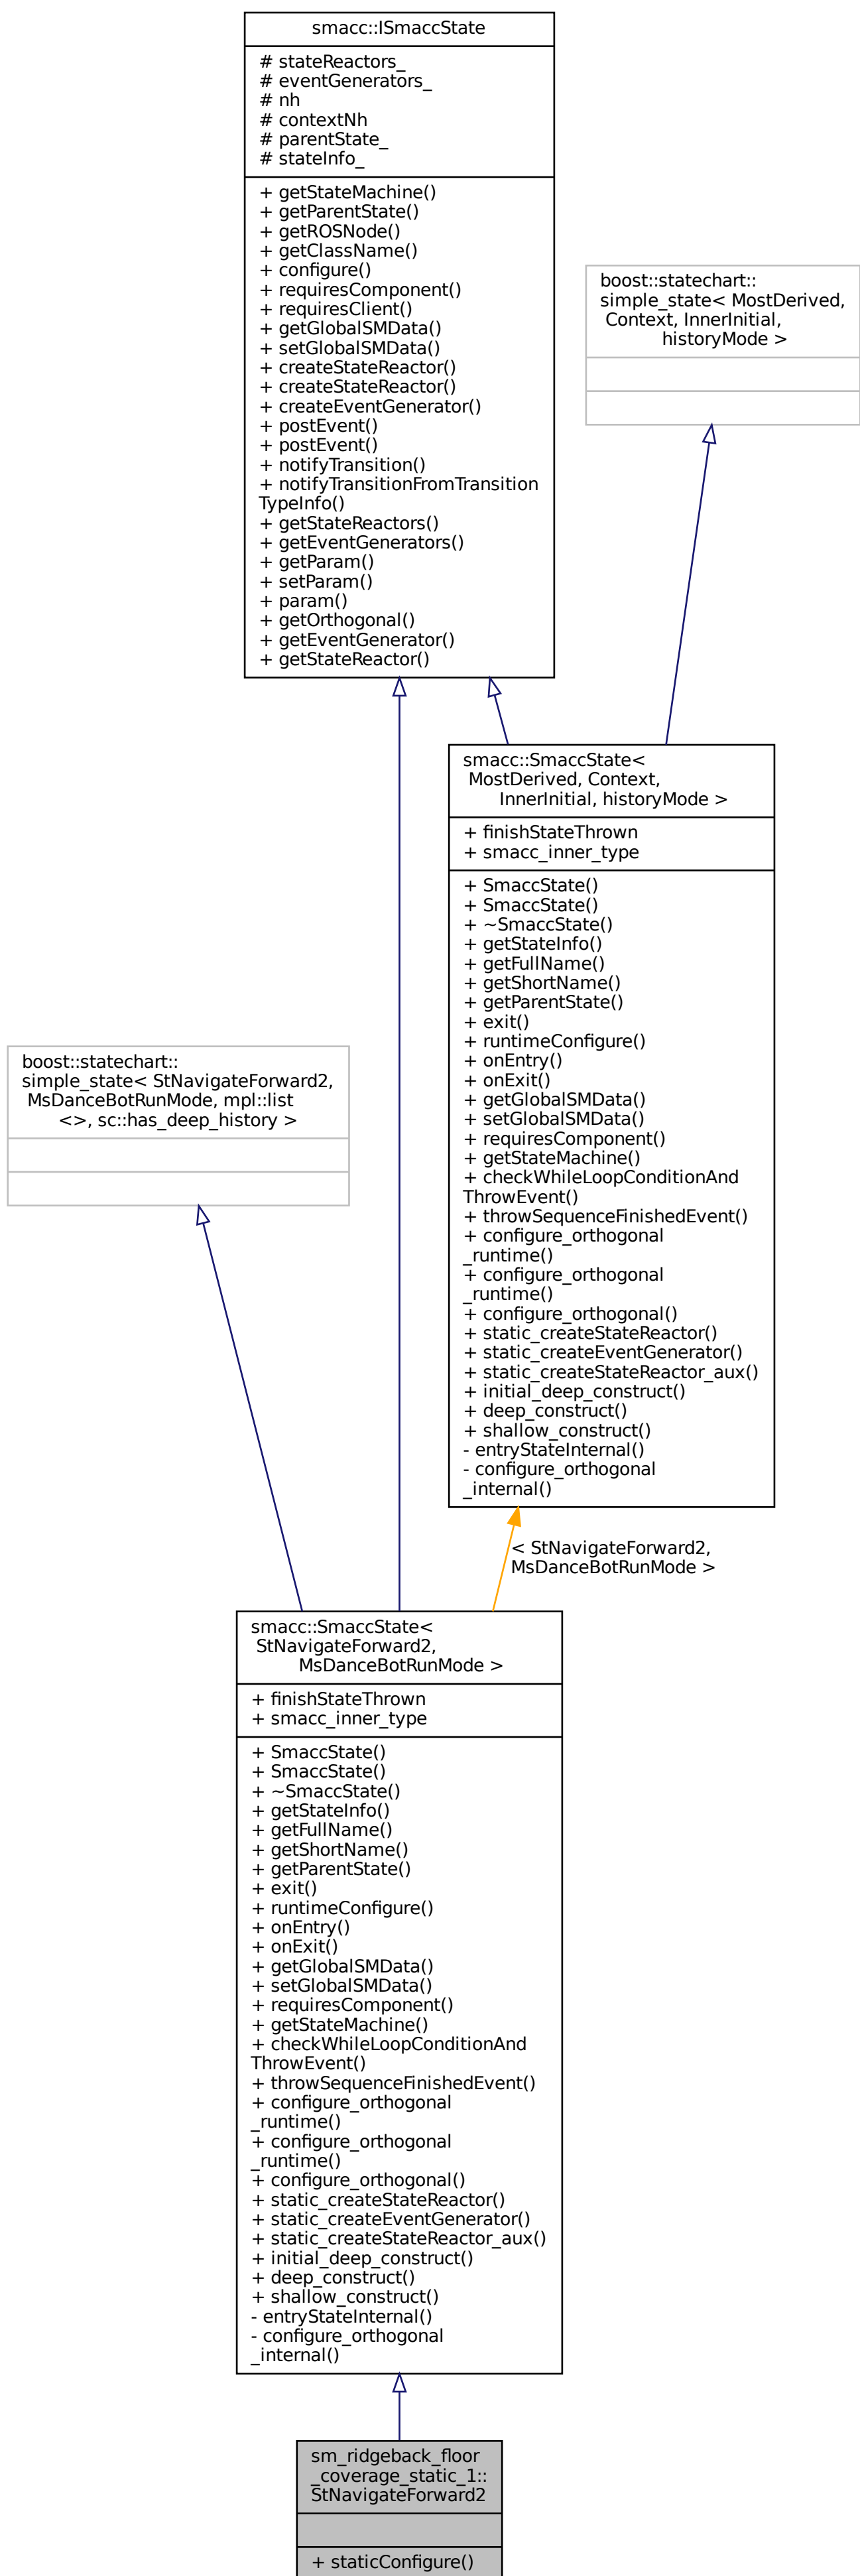 smacc::ISmaccState
# stateReactors_
# eventGenerators_
# nh
# contextNh
# parentState_
# stateInfo_
+ getStateMachine()
+ getParentState()
+ getROSNode()
+ getClassName()
+ configure()
+ requiresComponent()
+ requiresClient()
+ getGlobalSMData()
+ setGlobalSMData()
+ createStateReactor()
+ createStateReactor()
+ createEventGenerator()
+ postEvent()
+ postEvent()
+ notifyTransition()
+ notifyTransitionFromTransition
TypeInfo()
+ getStateReactors()
+ getEventGenerators()
+ getParam()
+ setParam()
+ param()
+ getOrthogonal()
+ getEventGenerator()
+ getStateReactor()
boost::statechart::
simple_state< MostDerived,
Context, InnerInitial,
historyMode >
smacc::SmaccState<
MostDerived, Context,
InnerInitial, historyMode >
+ finishStateThrown
+ smacc_inner_type
+ SmaccState()
+ SmaccState()
+ ~SmaccState()
+ getStateInfo()
+ getFullName()
+ getShortName()
+ getParentState()
+ exit()
+ runtimeConfigure()
+ onEntry()
+ onExit()
+ getGlobalSMData()
+ setGlobalSMData()
+ requiresComponent()
+ getStateMachine()
+ checkWhileLoopConditionAnd
ThrowEvent()
+ throwSequenceFinishedEvent()
+ configure_orthogonal
_runtime()
+ configure_orthogonal
_runtime()
+ configure_orthogonal()
+ static_createStateReactor()
+ static_createEventGenerator()
+ static_createStateReactor_aux()
+ initial_deep_construct()
+ deep_construct()
+ shallow_construct()
- entryStateInternal()
- configure_orthogonal
_internal()
boost::statechart::
simple_state< StNavigateForward2,
MsDanceBotRunMode, mpl::list
<>, sc::has_deep_history >
< StNavigateForward2,
MsDanceBotRunMode >
smacc::SmaccState<
StNavigateForward2,
MsDanceBotRunMode >
+ finishStateThrown
+ smacc_inner_type
+ SmaccState()
+ SmaccState()
+ ~SmaccState()
+ getStateInfo()
+ getFullName()
+ getShortName()
+ getParentState()
+ exit()
+ runtimeConfigure()
+ onEntry()
+ onExit()
+ getGlobalSMData()
+ setGlobalSMData()
+ requiresComponent()
+ getStateMachine()
+ checkWhileLoopConditionAnd
ThrowEvent()
+ throwSequenceFinishedEvent()
+ configure_orthogonal
_runtime()
+ configure_orthogonal
_runtime()
+ configure_orthogonal()
+ static_createStateReactor()
+ static_createEventGenerator()
+ static_createStateReactor_aux()
+ initial_deep_construct()
+ deep_construct()
+ shallow_construct()
- entryStateInternal()
- configure_orthogonal
_internal()
sm_ridgeback_floor
_coverage_static_1::
StNavigateForward2
+ staticConfigure()